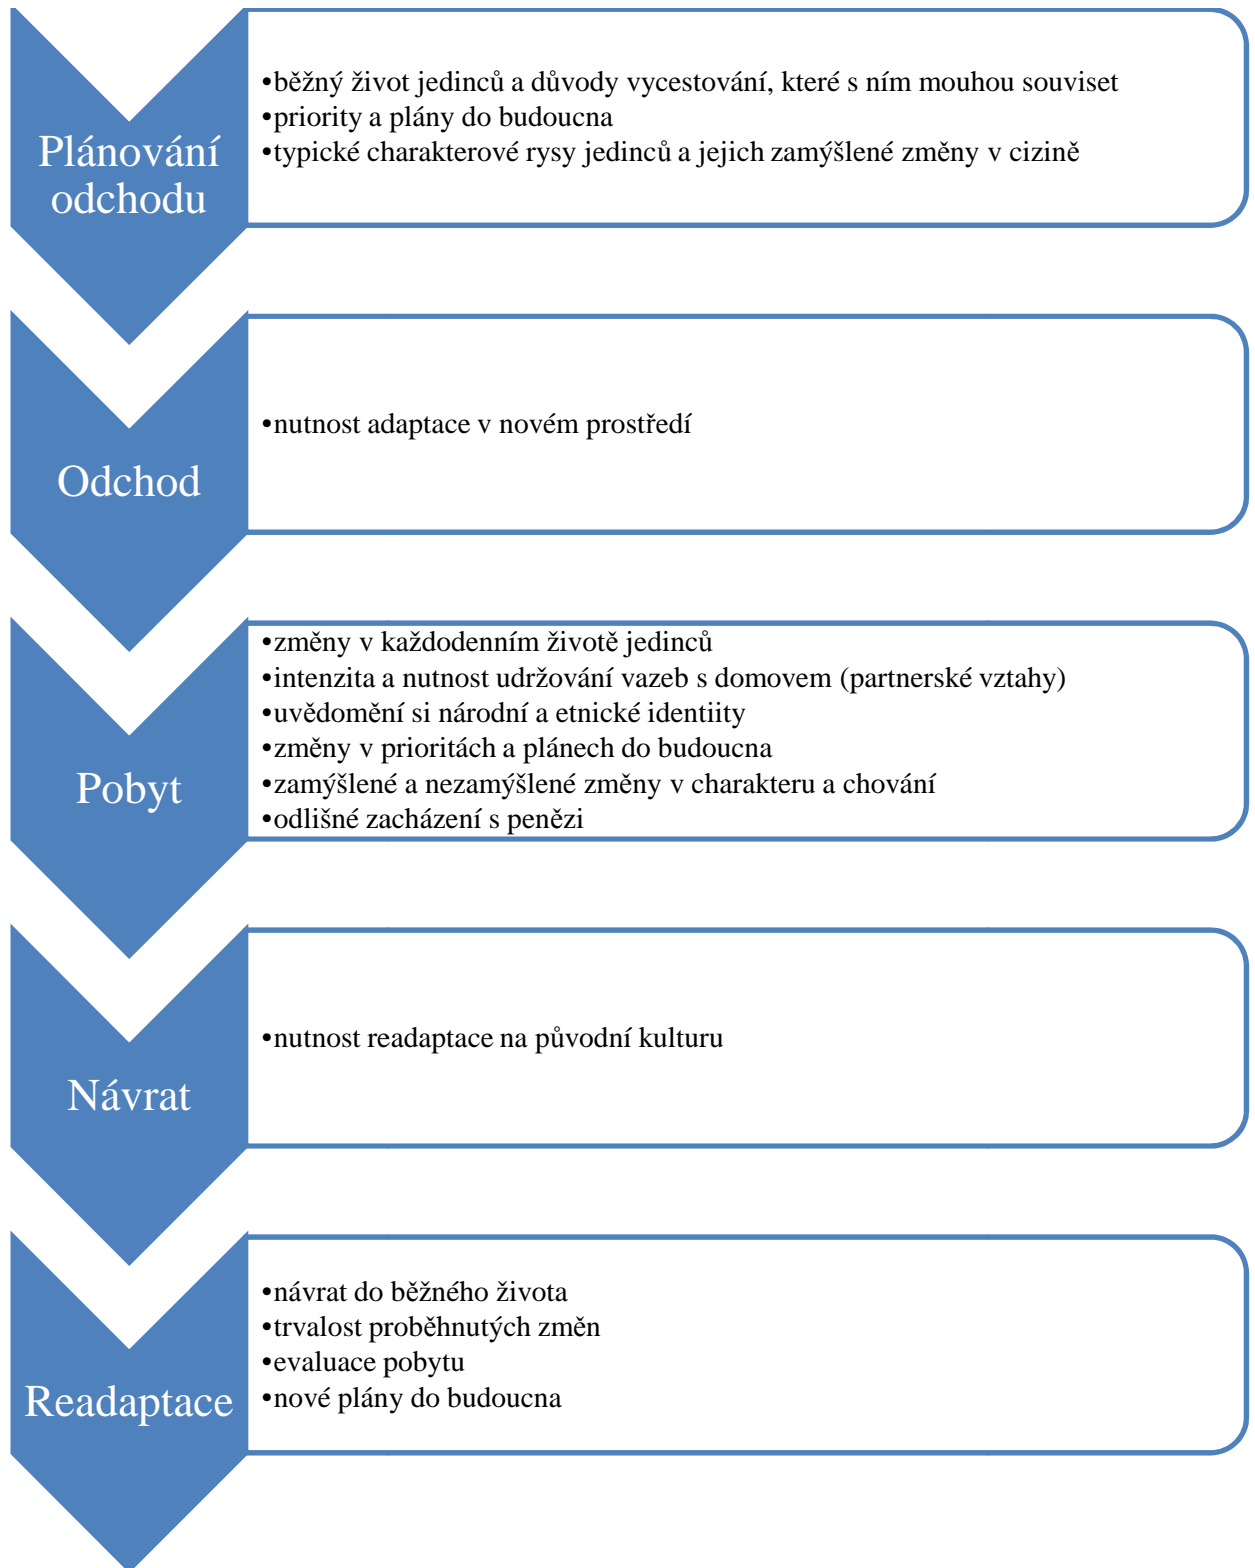 Plánování
odchodu
•běžný život jedinců a důvody vycestování, které s ním mouhou souviset
•priority a plány do budoucna
•typické charakterové rysy jedinců a jejich zamýšlené změny v cizině
Odchod
•nutnost adaptace v novém prostředí
Pobyt
•změny v každodenním životě jedinců
•intenzita a nutnost udržování vazeb s domovem (partnerské vztahy)
•uvědomění si národní a etnické identiity
•změny v prioritách a plánech do budoucna
•zamýšlené a nezamýšlené změny v charakteru a chování
•odlišné zacházení s penězi
Návrat
•nutnost readaptace na původní kulturu
Readaptace
•návrat do běžného života
•trvalost proběhnutých změn
•evaluace pobytu
•nové plány do budoucna